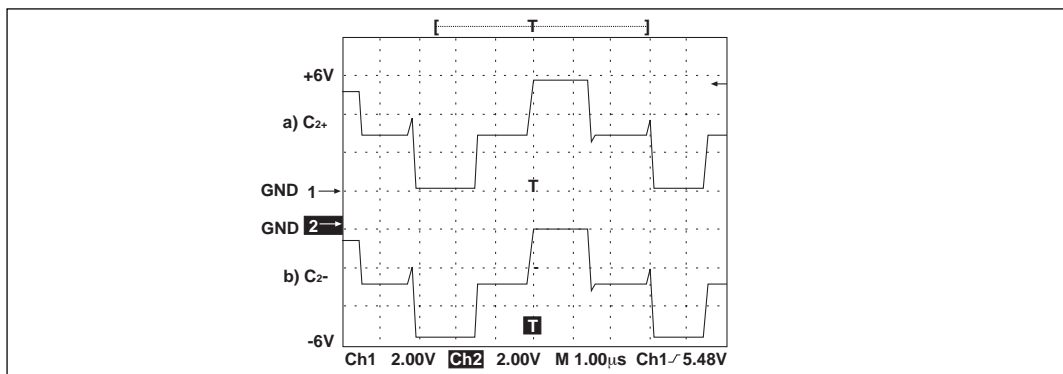 [ T ]
+6V
a) C2+
T
GND 1
GND 2
b) C2-
T
-6V
Ch1 2.00V Ch2 2.00V M 1.00µs Ch1 5.48V